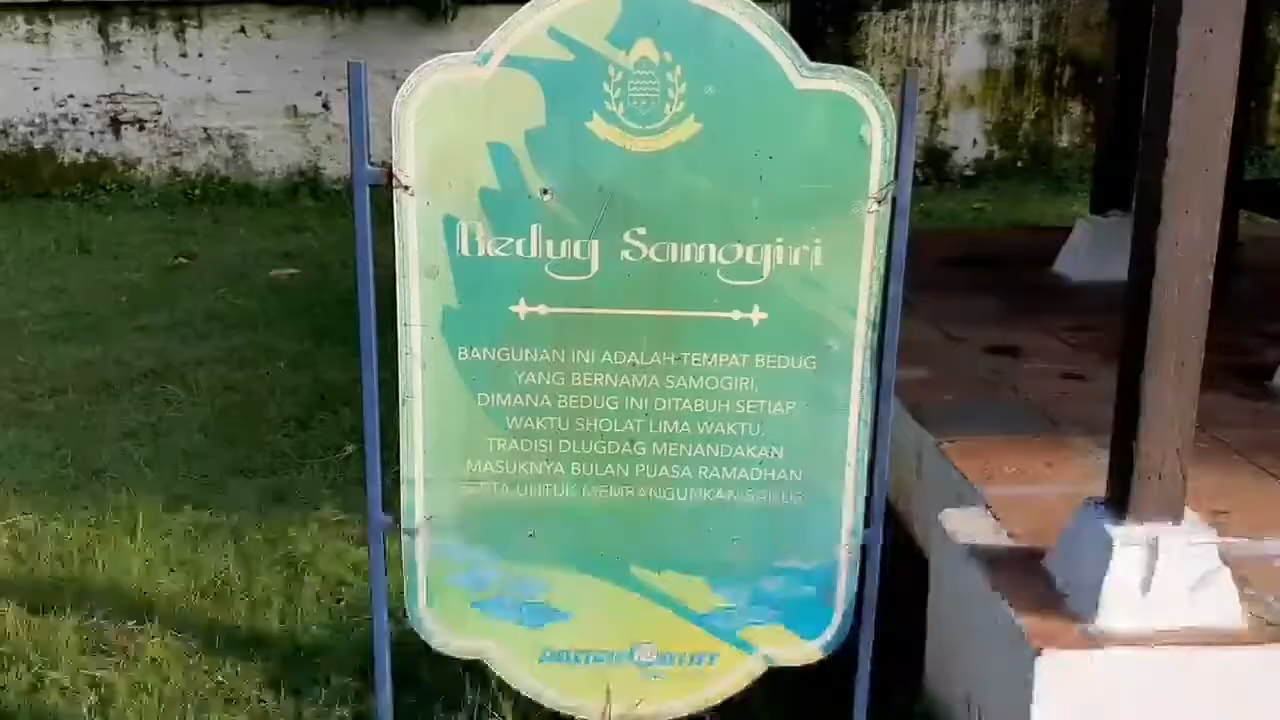 Bedug Samogiri
BANGUNAN INI ADALAH TEMPAT BEDUG
YANG BERNAMA SAMOGIRI,
DIMANA BEDUG INI DITABUH SETIAP
WAKTU SHOLAT LIMA WAKTU.
TRADISI DLUGDAG MENANDAKAN
MASUKNYA BULAN PUASA RAMADHAN
SERTA UNTUK MEMBANGUNKAN SAHUR